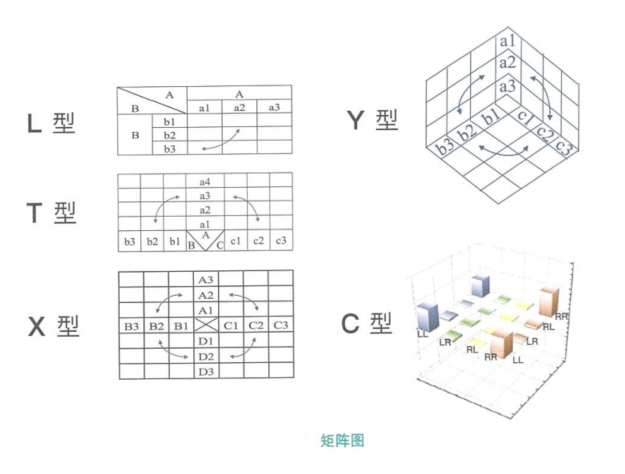 L 型
A
A
B
a1 a2 a3
B
b1
b2
b3
T 型
a4
a3
a2
a1
b3 b2 b1 B A C c1 c2 c3
X 型
A3
A2
A1
B3 B2 B1 C1 C2 C3
D1
D2
D3
Y 型
a1
a2
a3
b3 b2 b1
c1 c2 c3
C 型
LL LR RL RR
LL LR RL RR
矩阵图